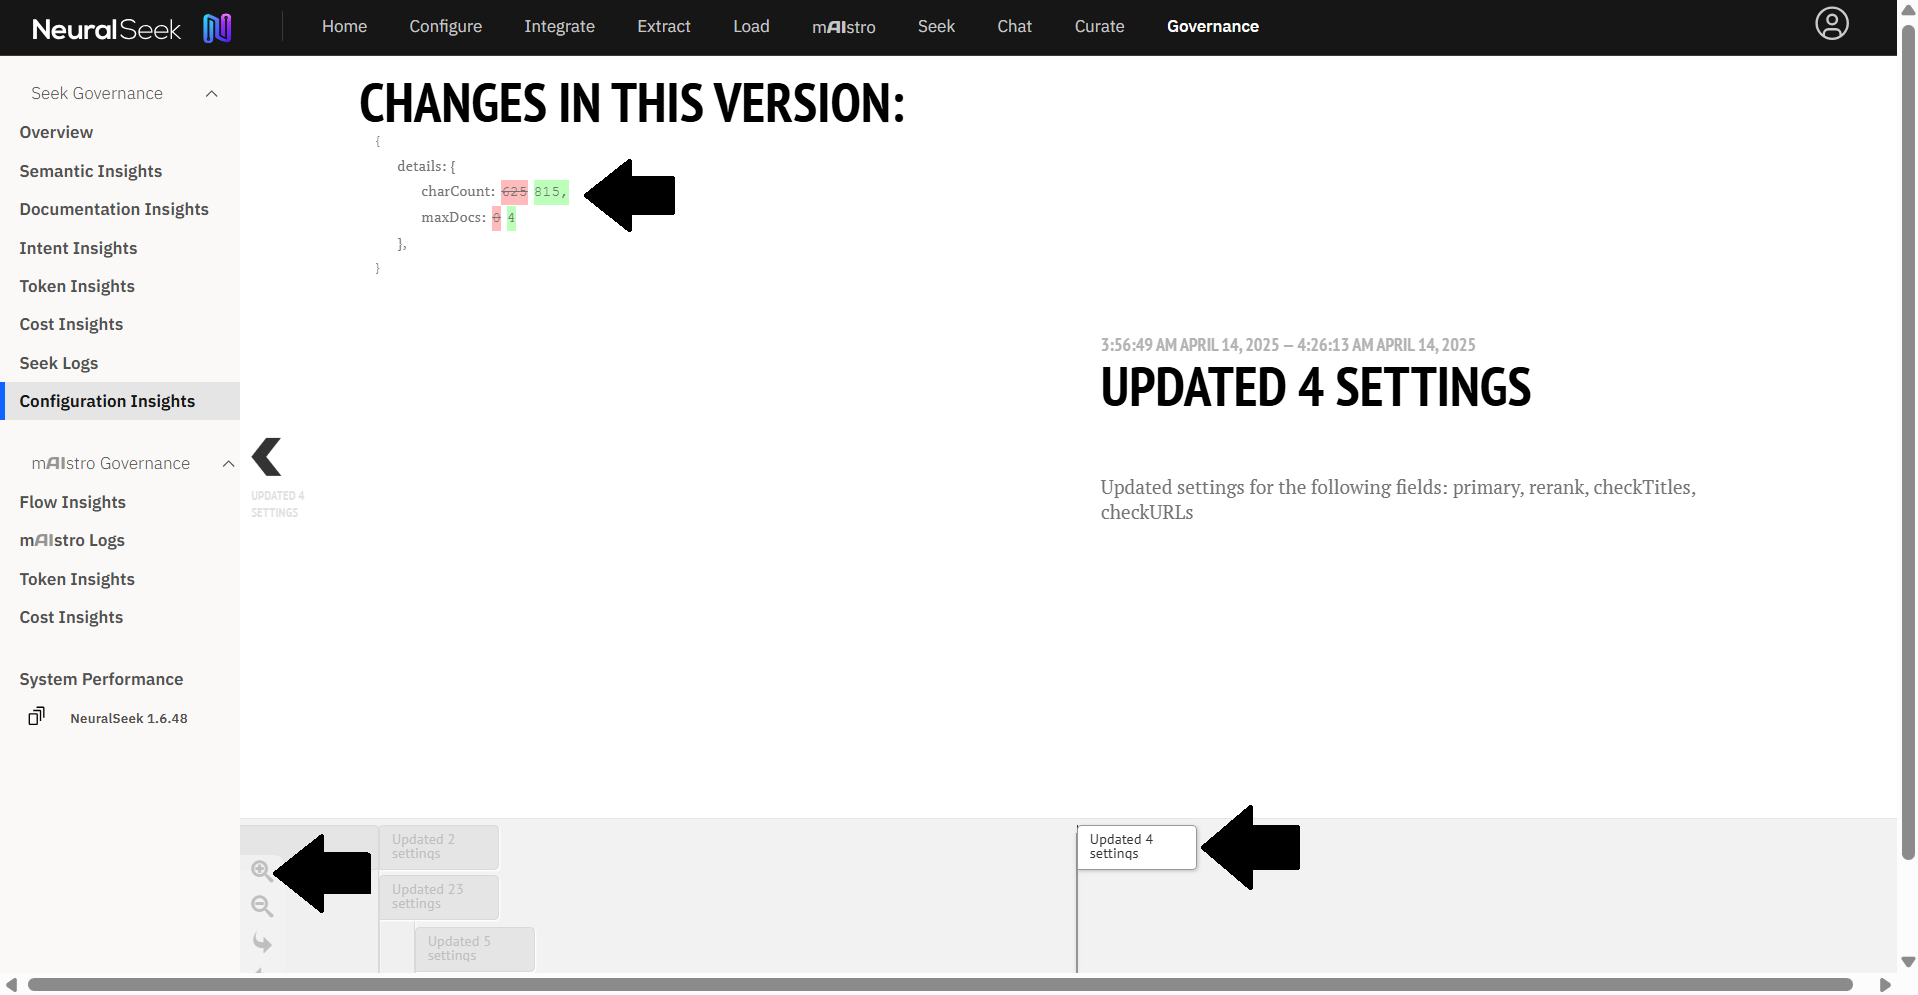 NeuralSeek
Home
Configure
Integrate
Extract
Load
mAIstro
Seek
Chat
Curate
Governance
Seek Governance
Overview
Semantic Insights
Documentation Insights
Intent Insights
Token Insights
Cost Insights
Seek Logs
Configuration Insights
mAIstro Governance
Flow Insights
mAIstro Logs
Token Insights
Cost Insights
System Performance
NeuralSeek 1.6.48
CHANGES IN THIS VERSION:
{
details: {
charCount: 625 815,
maxDocs: 0 4
},
}
UPDATED 4
SETTINGS
3:56:49 AM APRIL 14, 2025 – 4:26:13 AM APRIL 14, 2025
UPDATED 4 SETTINGS
Updated settings for the following fields: primary, rerank, checkTitles,
checkURLs
Updated 2
settings
Updated 23
settings
Updated 5
settings
Updated 4
settings